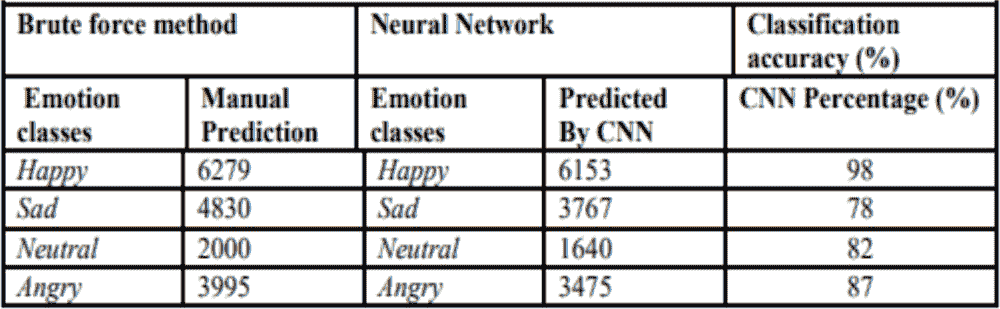 Brute force method Neural Network Classification
accuracy (%)
Emotion Manual Emotion Predicted CNN Percentage (%)
classes Prediction classes By CNN
Happy 6279 Happy 6153 98
Sad 4830 Sad 3767 78
Neutral 2000 Neutral 1640 82
Angry 3995 Angry 3475 87